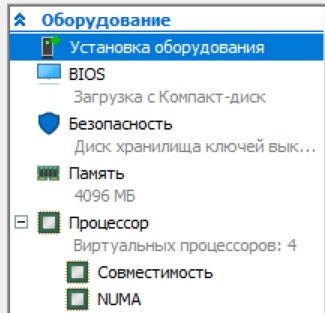 Оборудование
Установка оборудования
BIOS
Загрузка с Компакт-диск
Безопасность
Диск хранилища ключей вык...
Память
4096 МБ
Процессор
Виртуальных процессоров: 4
Совместимость
NUMA